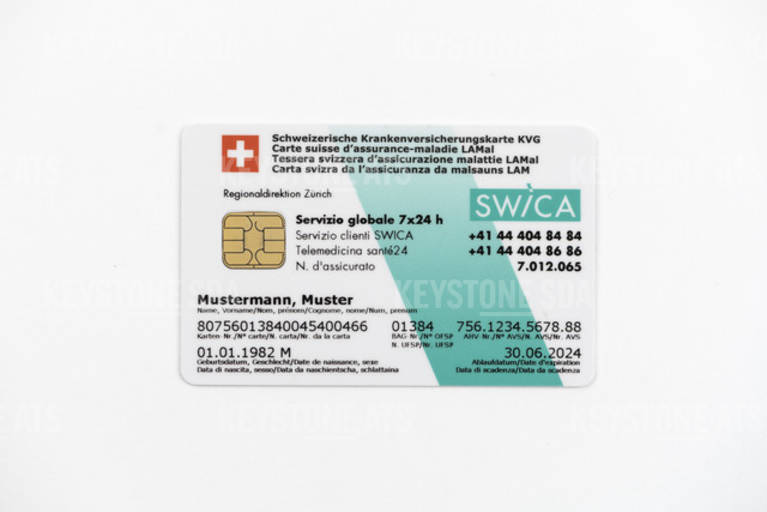 Schweizerische Krankenversicherungskarte KVG
Carte suisse d'assurance-maladie LAMal
Tessera svizzera d'assicurazione malattie LAMal
Carta svizra da l'assicuranza da malsauns LAM
Regionaldirektion Zürich
SWICA
Servizio globale 7x24 h
Servizio clienti SWICA +41 44 404 84 84
Telemedicina santé24 +41 44 404 86 86
N. d'assicurato 7.012.065
Mustermann, Muster
Name, Vorname/Nom, prénom/Cognome, nome/Num, prenum
80756013840045400466 01384 756.1234.5678.88
Karten-Nr./N° carte/N. carta/Nr. da la carta BAG-Nr./N° OFSP AHV-Nr./N° AVS/N. AVS/Nr. AVS
N. UFSP/Nr. UFSP
01.01.1982 M 30.06.2024
Geburtsdatum, Geschlecht/Date de naissance, sexe Ablaufdatum/Date d'expiration
Data di nascita, sesso/Data da naschientscha, schlattaina Data di scadenza/Data da scadenza
KEYSTONE SDA
KEYSTONE ATS